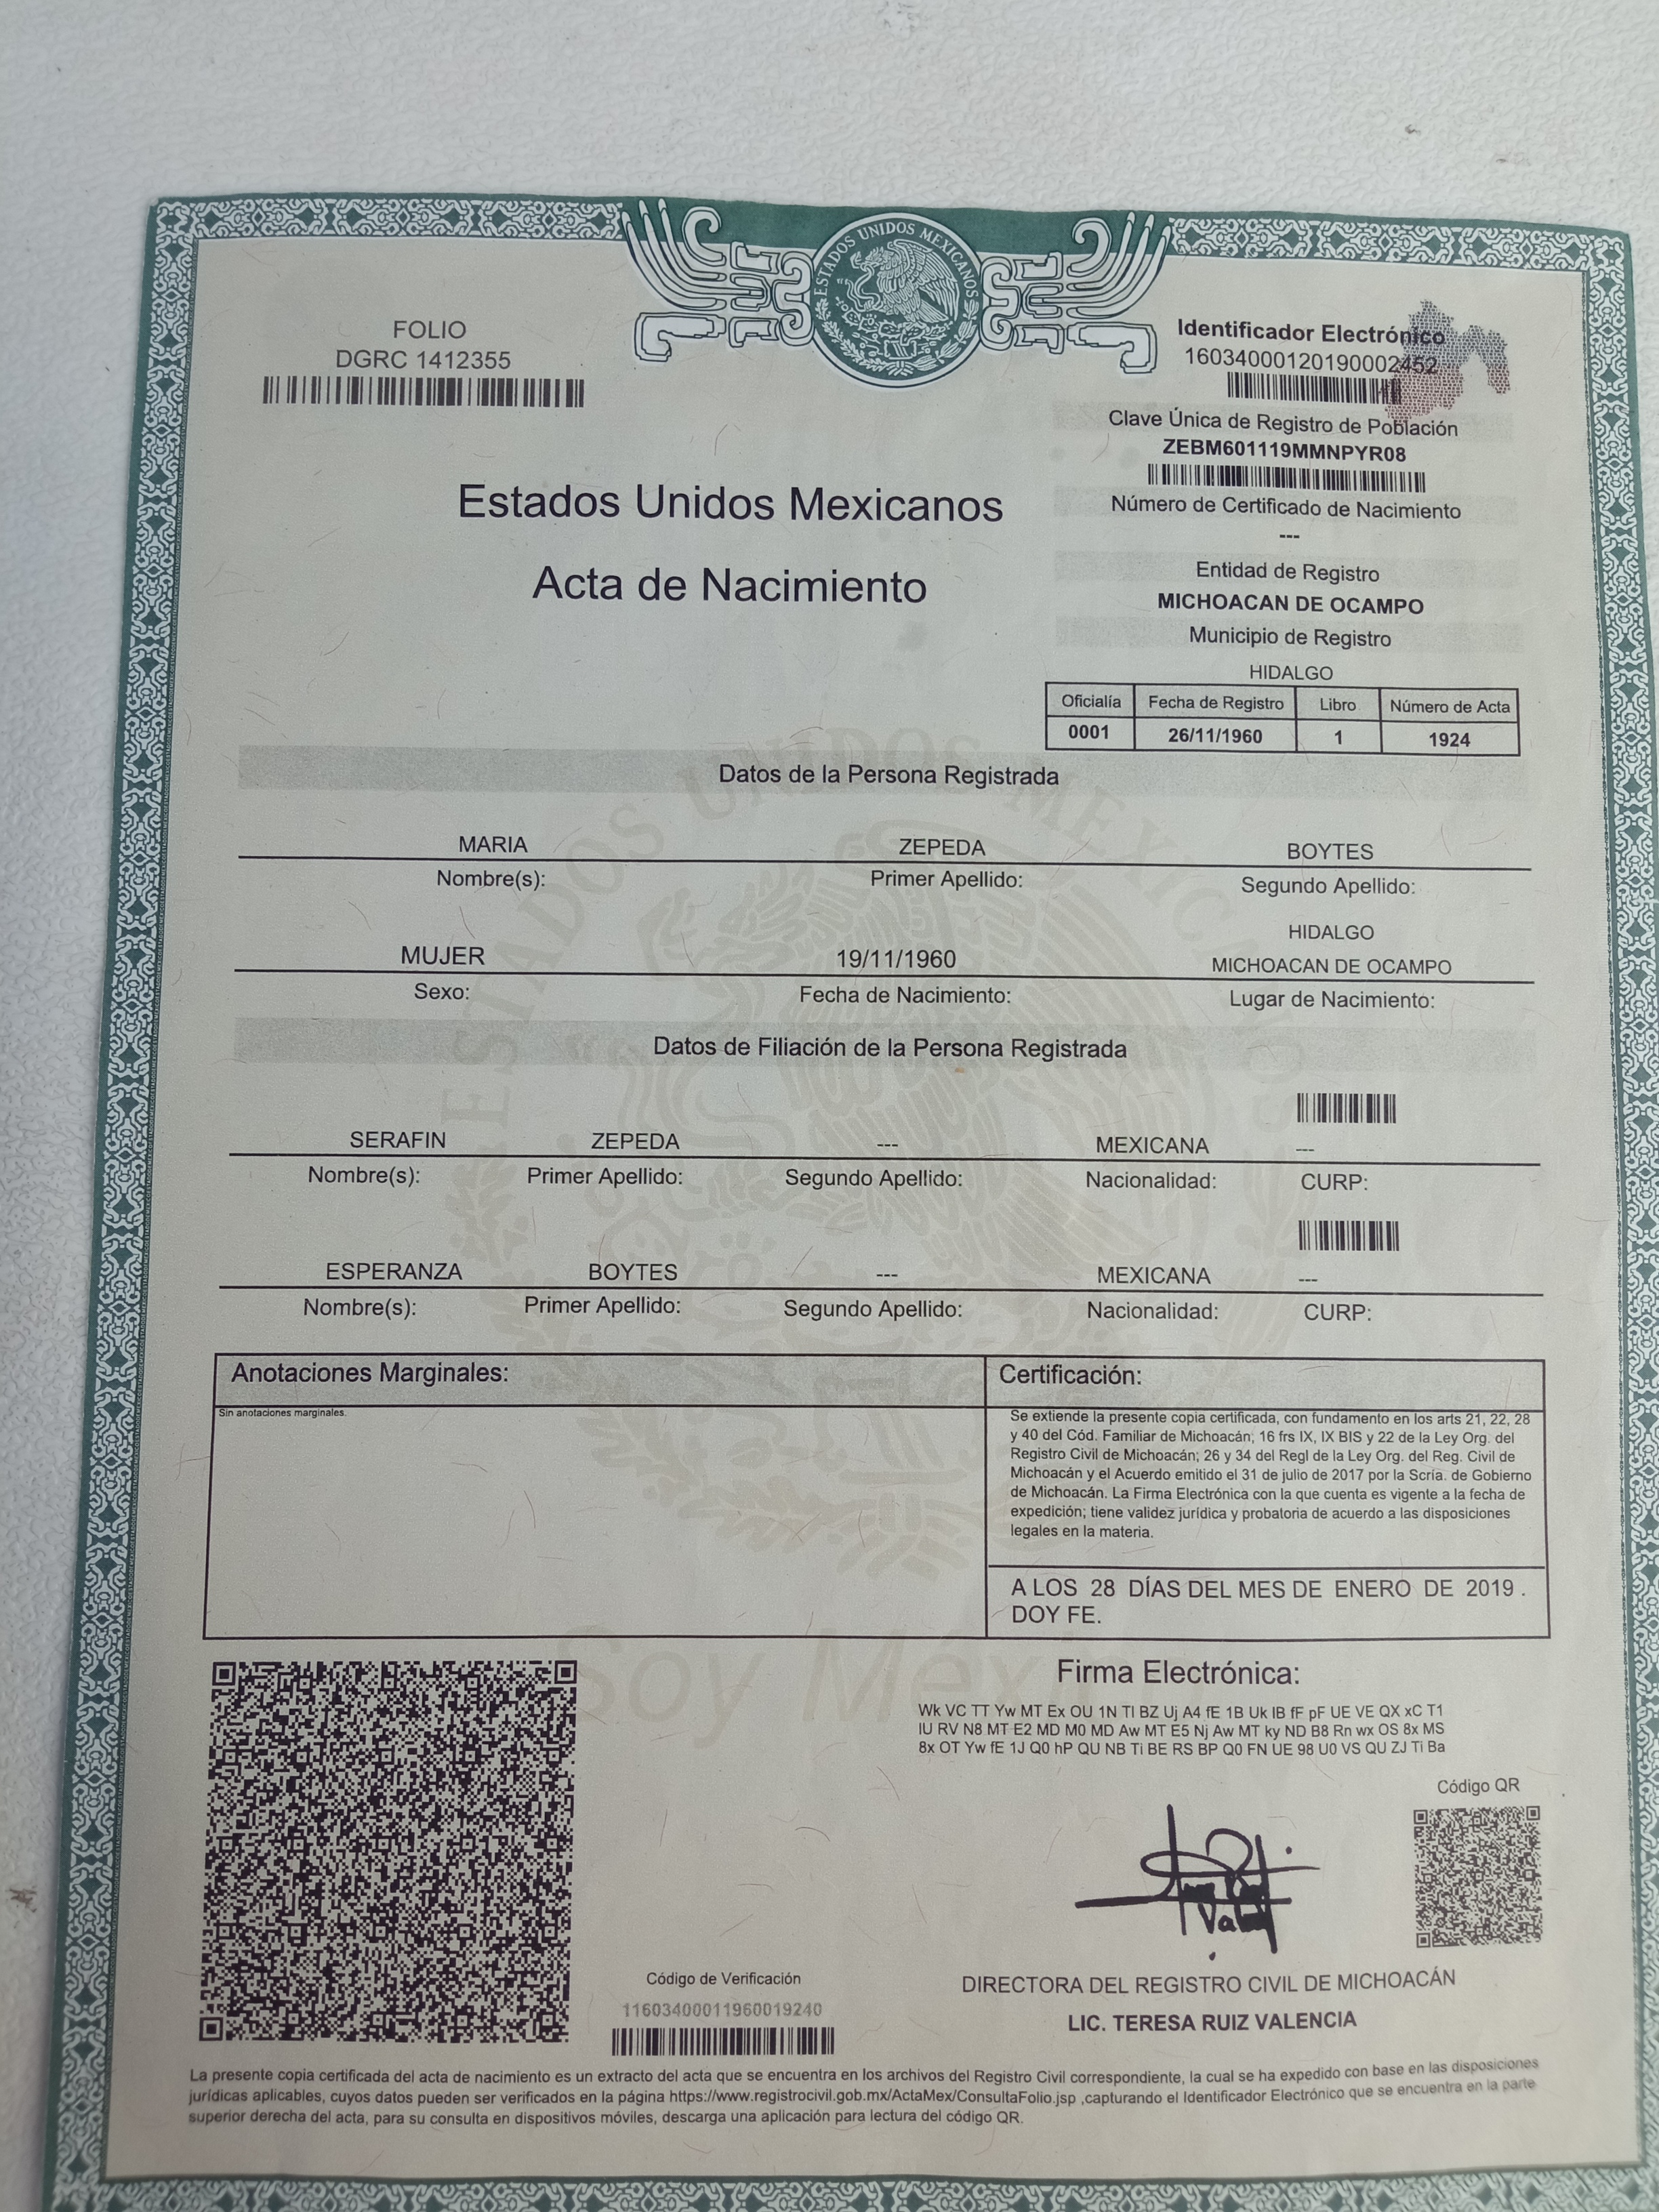 ESTADOS UNIDOS MEXICANOS
FOLIO
DGRC 1412355
Identificador Electrónico
16034000120190002452
Clave Única de Registro de Población
ZEBM601119MMNPYR08
Número de Certificado de Nacimiento
---
Estados Unidos Mexicanos
Acta de Nacimiento
Entidad de Registro
MICHOACAN DE OCAMPO
Municipio de Registro
HIDALGO
Oficialía Fecha de Registro Libro Número de Acta
0001 26/11/1960 1 1924
Datos de la Persona Registrada
MARIA ZEPEDA BOYTES
Nombre(s): Primer Apellido: Segundo Apellido:
HIDALGO
MUJER 19/11/1960 MICHOACAN DE OCAMPO
Sexo: Fecha de Nacimiento: Lugar de Nacimiento:
Datos de Filiación de la Persona Registrada
SERAFIN ZEPEDA --- MEXICANA ---
Nombre(s): Primer Apellido: Segundo Apellido: Nacionalidad: CURP:
ESPERANZA BOYTES --- MEXICANA ---
Nombre(s): Primer Apellido: Segundo Apellido: Nacionalidad: CURP:
Anotaciones Marginales:
Sin anotaciones marginales.
Certificación:
Se extiende la presente copia certificada, con fundamento en los arts 21, 22, 28
y 40 del Cód. Familiar de Michoacán; 16 frs IX, IX BIS y 22 de la Ley Org. del
Registro Civil de Michoacán; 26 y 34 del Regl de la Ley Org. del Reg. Civil de
Michoacán y el Acuerdo emitido el 31 de julio de 2017 por la Scría. de Gobierno
de Michoacán. La Firma Electrónica con la que cuenta es vigente a la fecha de
expedición; tiene validez jurídica y probatoria de acuerdo a las disposiciones
legales en la materia.
A LOS 28 DÍAS DEL MES DE ENERO DE 2019 .
DOY FE.
Soy México
Firma Electrónica:
Wk VC TT Yw MT Ex OU 1N TI BZ Uj A4 fE 1B Uk IB fF pF UE VE QX xC T1
IU RV N8 MT E2 MD M0 MD Aw MT E5 Nj Aw MT ky ND B8 Rn wx OS 8x MS
8x OT Yw fE 1J Q0 hP QU NB Ti BE RS BP Q0 FN UE 98 U0 VS QU ZJ Ti Ba
Código QR
Código de Verificación
11603400011960019240
DIRECTORA DEL REGISTRO CIVIL DE MICHOACÁN
LIC. TERESA RUIZ VALENCIA
La presente copia certificada del acta de nacimiento es un extracto del acta que se encuentra en los archivos del Registro Civil correspondiente, la cual se ha expedido con base en las disposiciones
jurídicas aplicables, cuyos datos pueden ser verificados en la página https://www.registrocivil.gob.mx/ActaMex/ConsultaFolio.jsp ,capturando el Identificador Electrónico que se encuentra en la parte
superior derecha del acta, para su consulta en dispositivos móviles, descarga una aplicación para lectura del código QR.